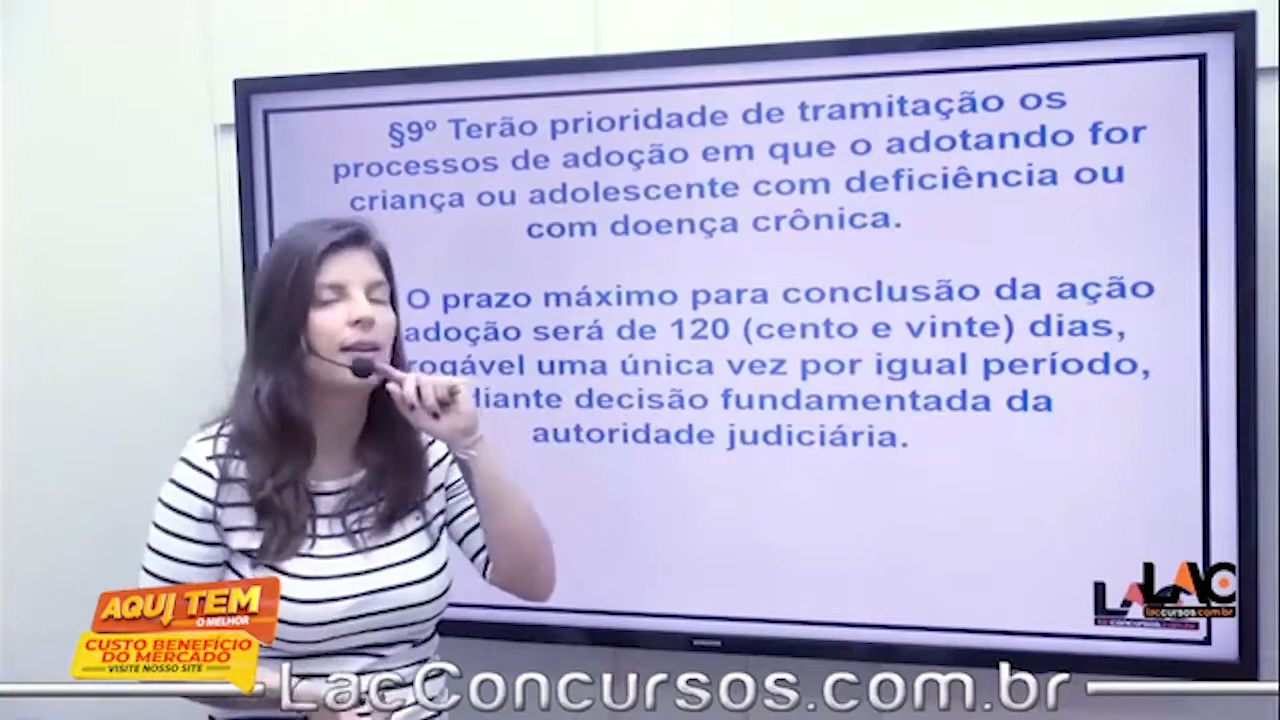 §9º Terão prioridade de tramitação os
processos de adoção em que o adotando for
criança ou adolescente com deficiência ou
com doença crônica.
O prazo máximo para conclusão da ação
adoção será de 120 (cento e vinte) dias,
rogável uma única vez por igual período,
diante decisão fundamentada da
autoridade judiciária.
LAC
laccursos.com.br
AQUI TEM
O MELHOR
CUSTO BENEFÍCIO
DO MERCADO
VISITE NOSSO SITE
LacConcursos.com.br